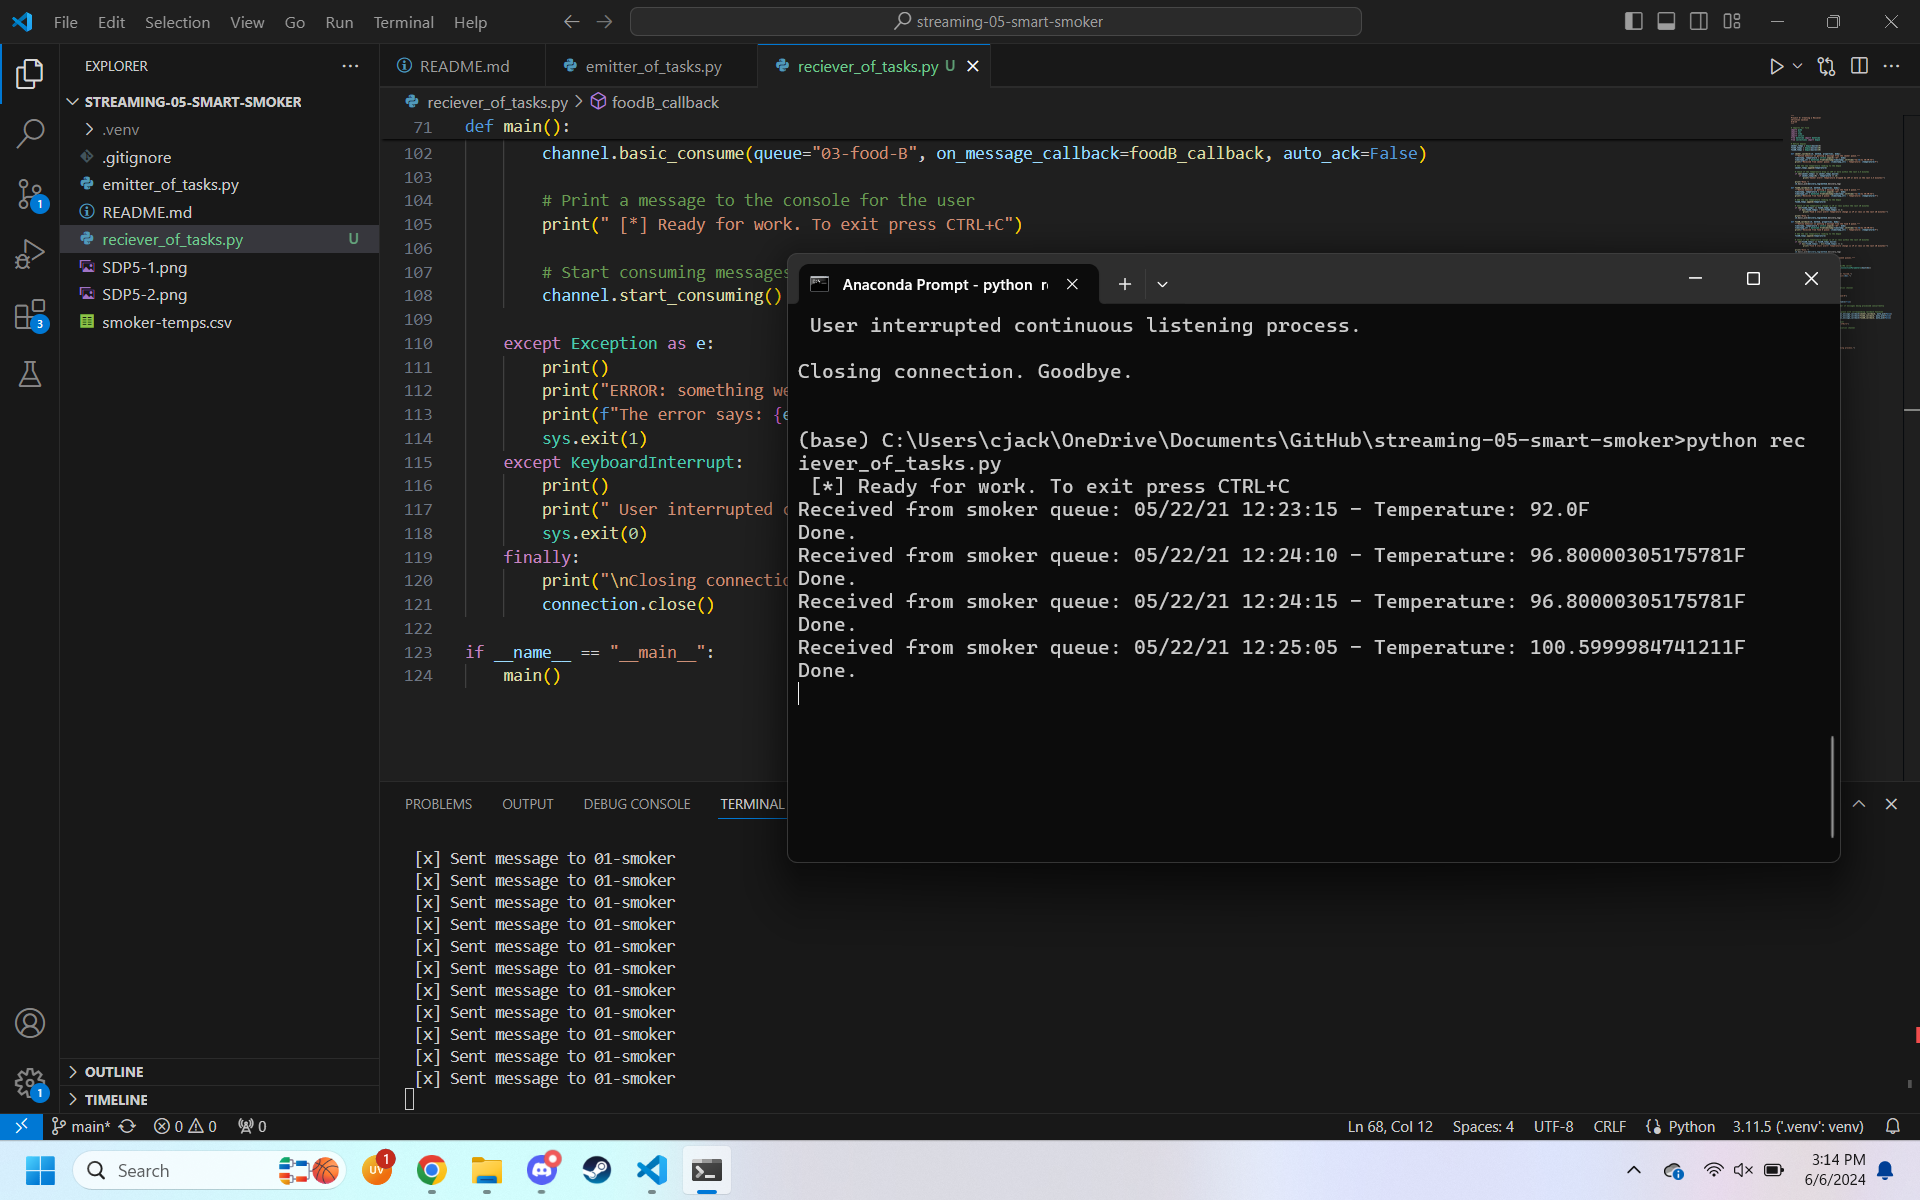 File Edit Selection View Go Run Terminal Help
streaming-05-smart-smoker
EXPLORER
README.md
emitter_of_tasks.py
reciever_of_tasks.py U
STREAMING-05-SMART-SMOKER
.venv
.gitignore
emitter_of_tasks.py
README.md
reciever_of_tasks.py U
SDP5-1.png
SDP5-2.png
smoker-temps.csv
1
3
1
OUTLINE
TIMELINE
reciever_of_tasks.py > foodB_callback
71 def main():
102 channel.basic_consume(queue="03-food-B", on_message_callback=foodB_callback, auto_ack=False)
103
104 # Print a message to the console for the user
105 print(" [*] Ready for work. To exit press CTRL+C")
106
107 # Start consuming messages
108 channel.start_consuming()
109
110 except Exception as e:
111 print()
112 print("ERROR: something we
113 print(f"The error says: {e
114 sys.exit(1)
115 except KeyboardInterrupt:
116 print()
117 print(" User interrupted c
118 sys.exit(0)
119 finally:
120 print("\nClosing connectio
121 connection.close()
122
123 if __name__ == "__main__":
124 main()
Anaconda Prompt - python r
User interrupted continuous listening process.
Closing connection. Goodbye.
(base) C:\Users\cjack\OneDrive\Documents\GitHub\streaming-05-smart-smoker>python rec
iever_of_tasks.py
[*] Ready for work. To exit press CTRL+C
Received from smoker queue: 05/22/21 12:23:15 - Temperature: 92.0F
Done.
Received from smoker queue: 05/22/21 12:24:10 - Temperature: 96.80000305175781F
Done.
Received from smoker queue: 05/22/21 12:24:15 - Temperature: 96.80000305175781F
Done.
Received from smoker queue: 05/22/21 12:25:05 - Temperature: 100.5999984741211F
Done.
PROBLEMS OUTPUT DEBUG CONSOLE TERMINAL
[x] Sent message to 01-smoker
[x] Sent message to 01-smoker
[x] Sent message to 01-smoker
[x] Sent message to 01-smoker
[x] Sent message to 01-smoker
[x] Sent message to 01-smoker
[x] Sent message to 01-smoker
[x] Sent message to 01-smoker
[x] Sent message to 01-smoker
[x] Sent message to 01-smoker
[x] Sent message to 01-smoker
main* 0 0 0
Ln 68, Col 12 Spaces: 4 UTF-8 CRLF Python 3.11.5 ('.venv': venv)
Search
UV 1
3:14 PM
6/6/2024